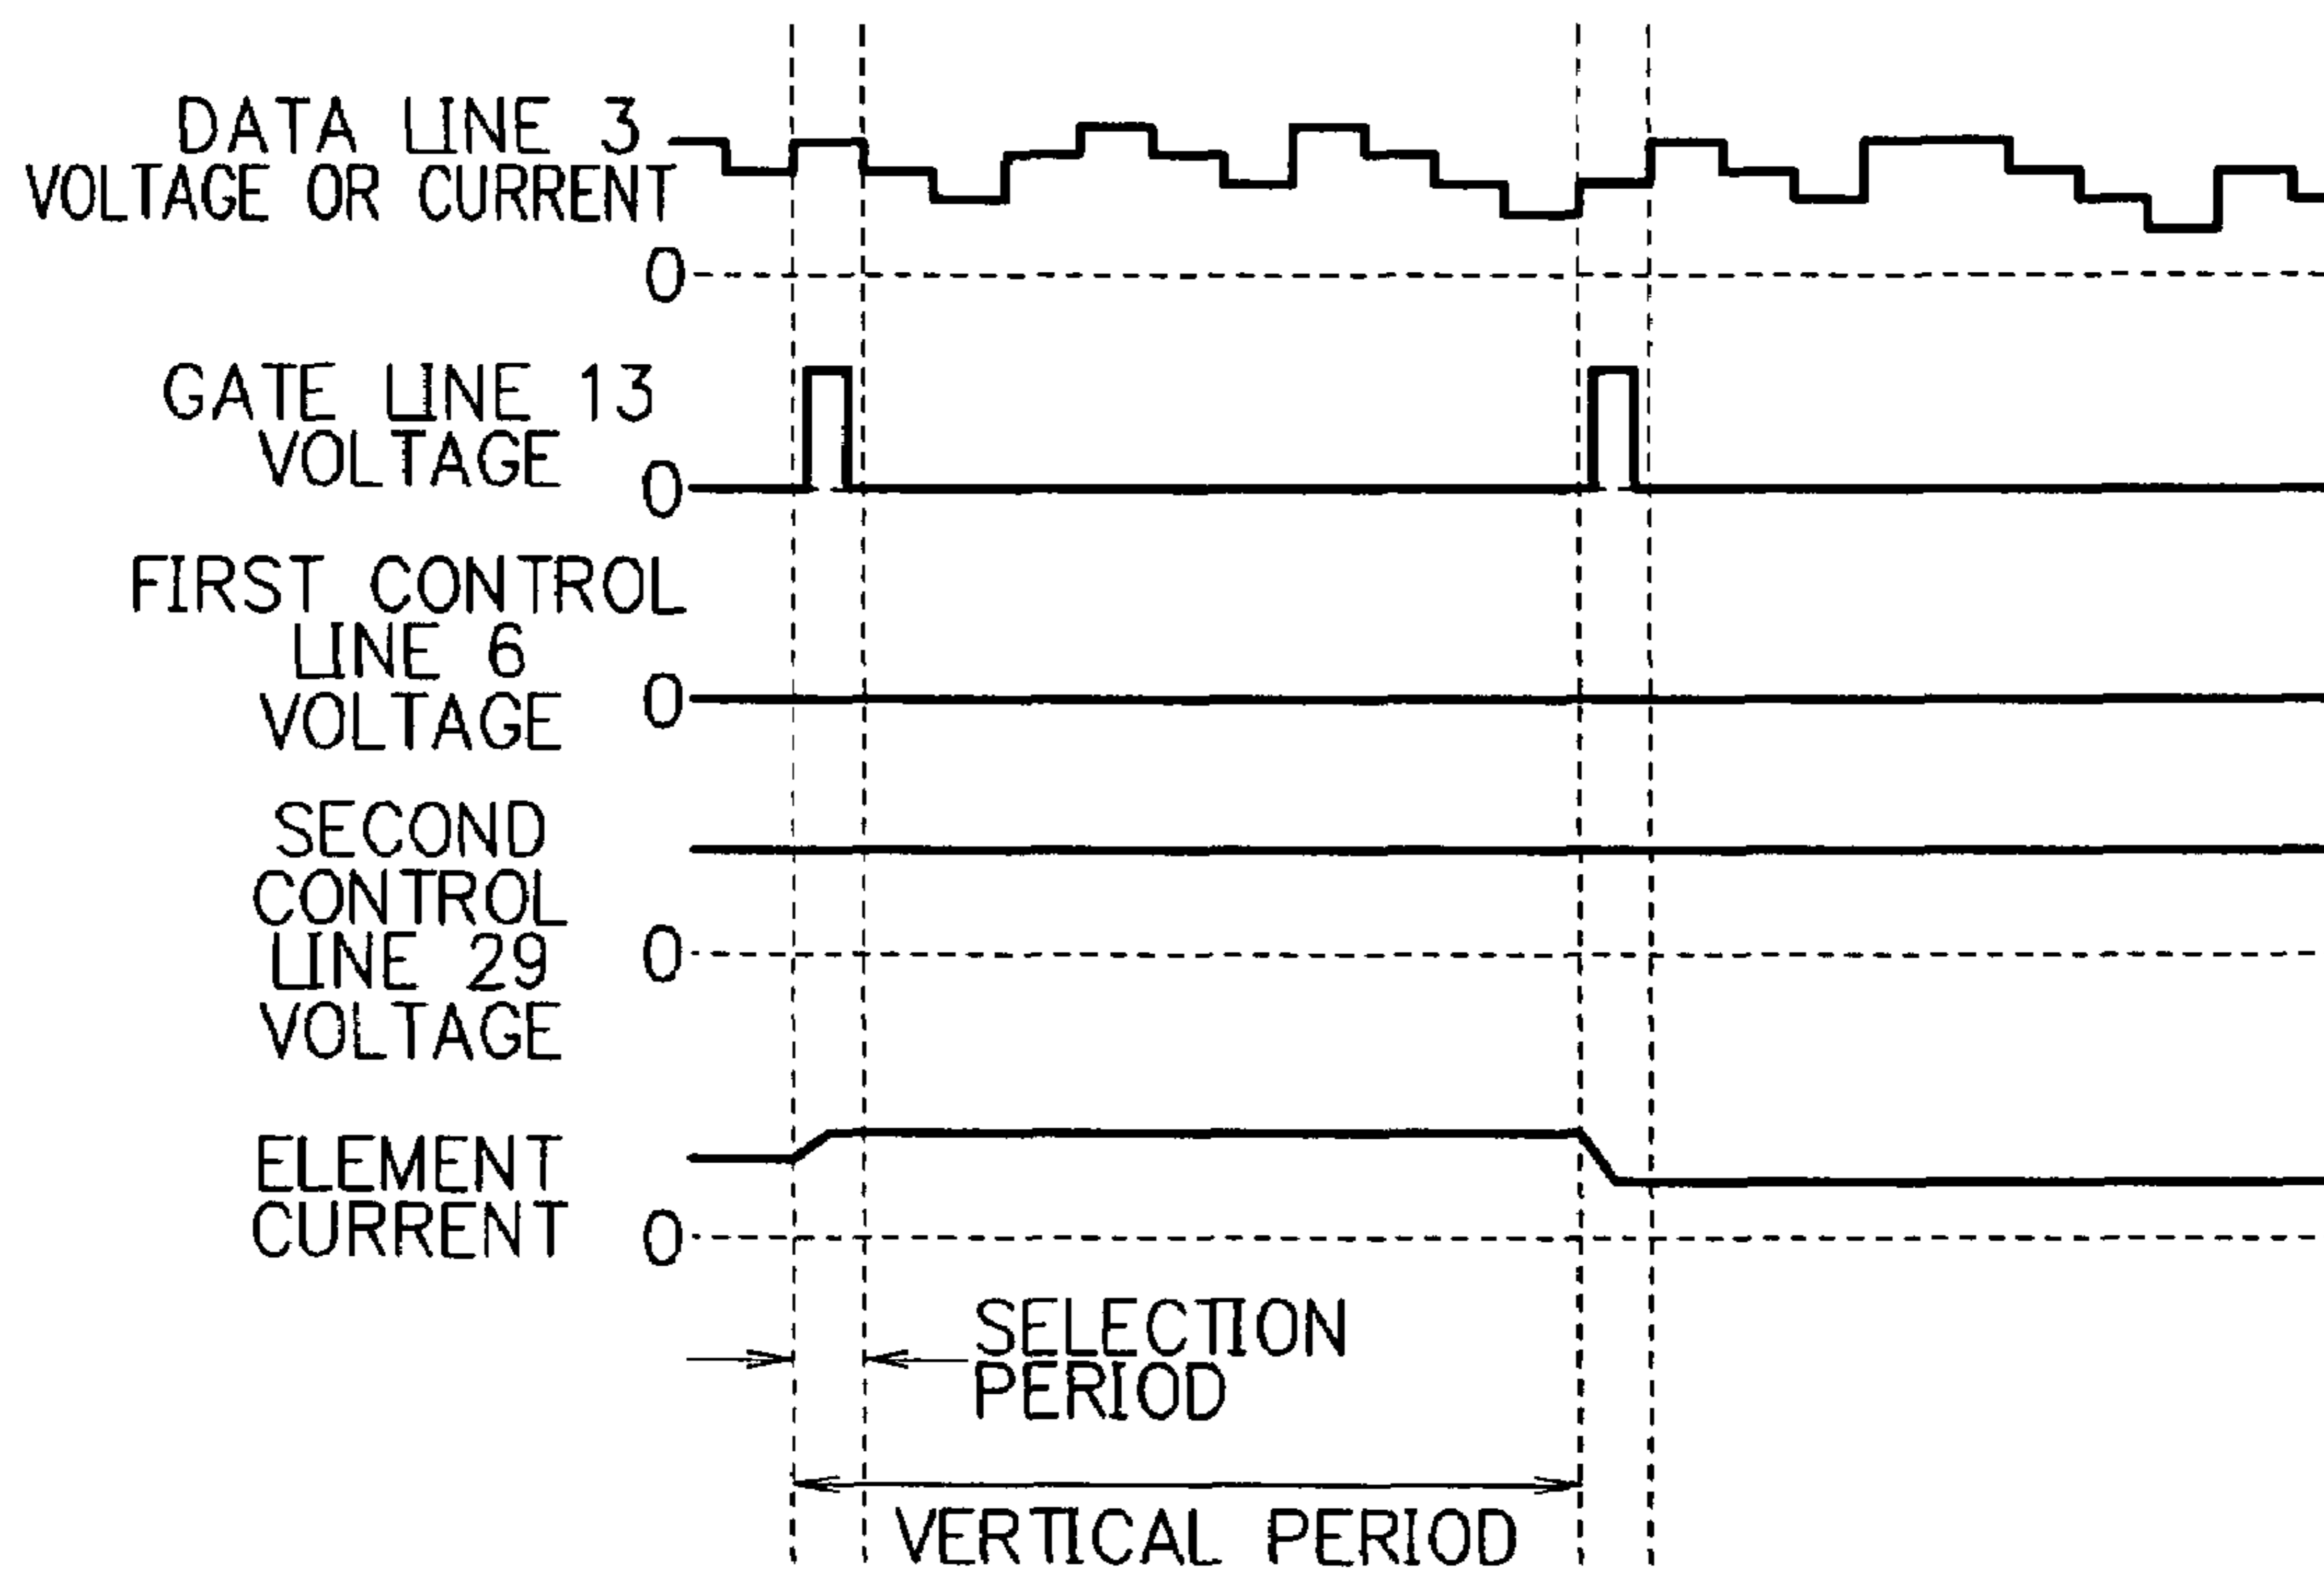 DATA LINE 3
VOLTAGE OR CURRENT
0
GATE LINE 13
VOLTAGE
0
FIRST CONTROL
LINE 6
VOLTAGE
0
SECOND
CONTROL
LINE 29
VOLTAGE
0
ELEMENT
CURRENT
0
SELECTION
PERIOD
VERTICAL PERIOD